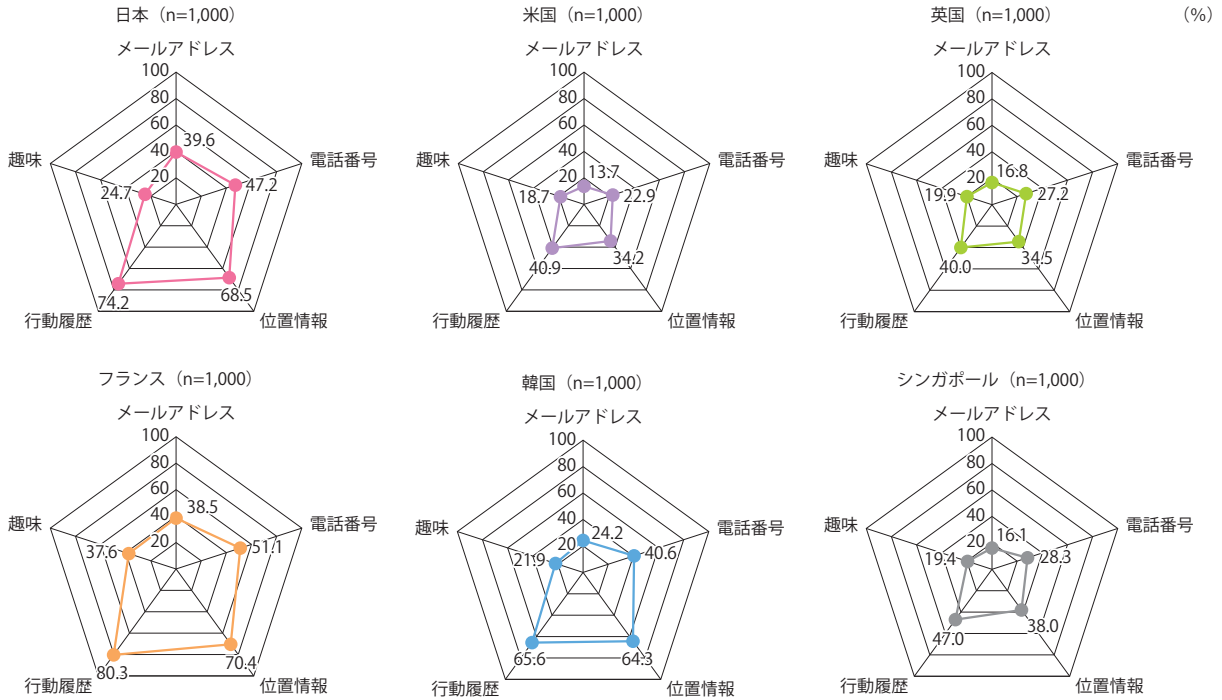 日本（n=1,000）
メールアドレス
100
80
60
40
20
39.6
電話番号
47.2
位置情報
68.5
行動履歴
74.2
趣味
24.7
米国（n=1,000）
メールアドレス
100
80
60
40
20
13.7
電話番号
22.9
位置情報
34.2
行動履歴
40.9
趣味
18.7
英国（n=1,000）
（%）
メールアドレス
100
80
60
40
20
16.8
電話番号
27.2
位置情報
34.5
行動履歴
40.0
趣味
19.9
フランス（n=1,000）
メールアドレス
100
80
60
40
20
38.5
電話番号
51.1
位置情報
70.4
行動履歴
80.3
趣味
37.6
韓国（n=1,000）
メールアドレス
100
80
60
40
20
24.2
電話番号
40.6
位置情報
64.3
行動履歴
65.6
趣味
21.9
シンガポール（n=1,000）
メールアドレス
100
80
60
40
20
16.1
電話番号
28.3
位置情報
38.0
行動履歴
47.0
趣味
19.4